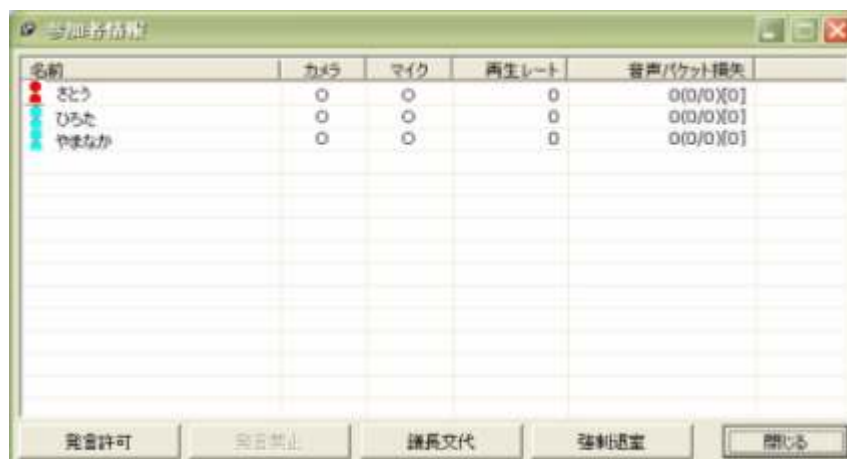 参加者情報
名前 カメラ マイク 再生レート 音声パケット損失
さとう ○ ○ 0 0(0/0)[0]
ひろた ○ ○ 0 0(0/0)[0]
やまなか ○ ○ 0 0(0/0)[0]
発言許可 発言禁止 議長交代 強制退室 閉じる